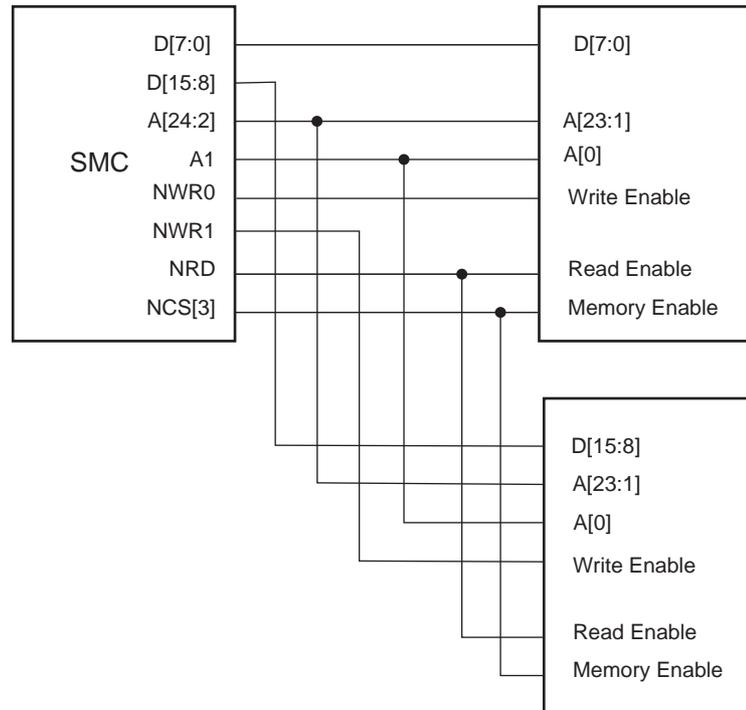 SMC
D[7:0]
D[15:8]
A[24:2]
A1
NWR0
NWR1
NRD
NCS[3]
D[7:0]
A[23:1]
A[0]
Write Enable
Read Enable
Memory Enable
D[15:8]
A[23:1]
A[0]
Write Enable
Read Enable
Memory Enable